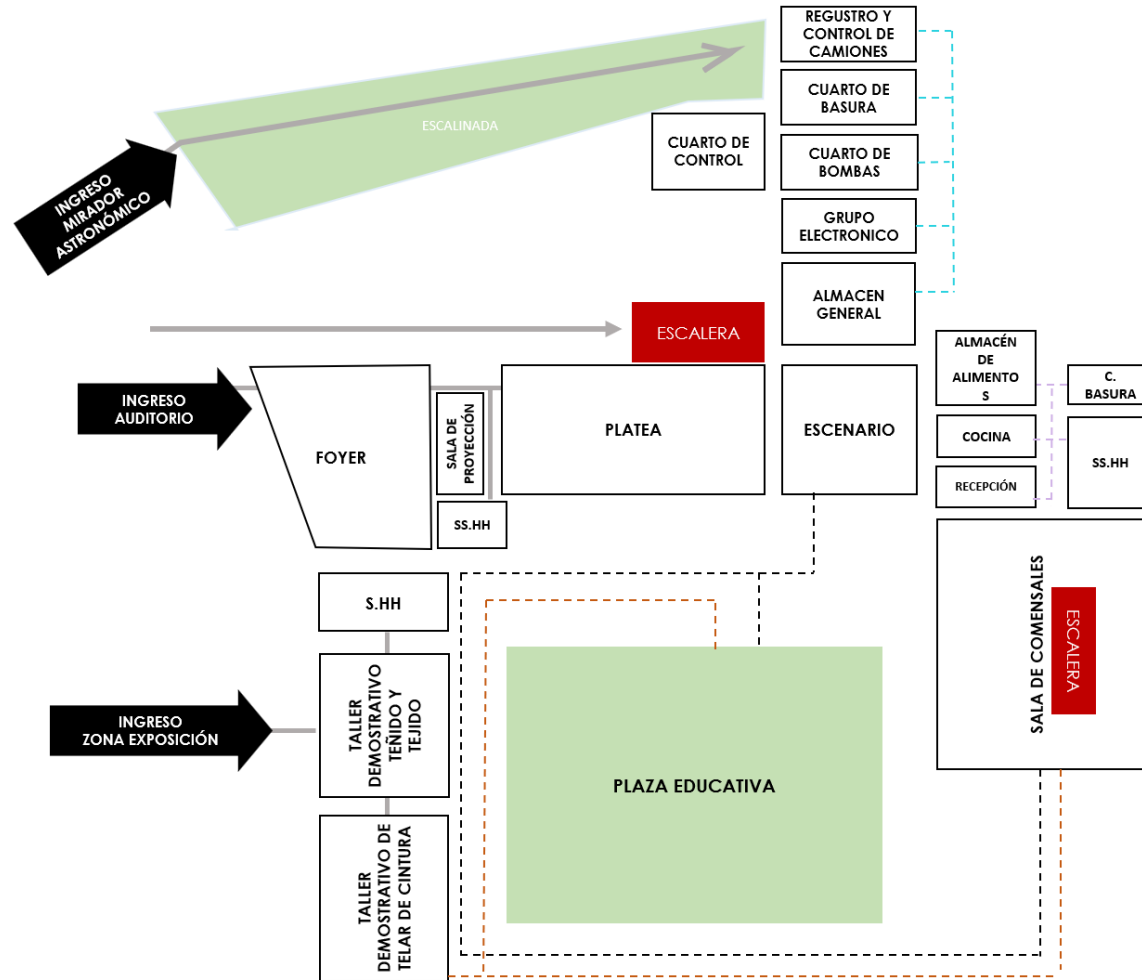 REGISTRO Y
CONTROL DE
CAMIONES
CUARTO DE
BASURA
ESCALINADA
CUARTO DE
CONTROL
CUARTO DE
BOMBAS
INGRESO
MIRADOR
ASTRONÓMICO
GRUPO
ELECTRONICO
ALMACEN
GENERAL
ESCALERA
ALMACÉN
DE
ALIMENTO
S
C.
BASURA
INGRESO
AUDITORIO
FOYER
SALA DE
PROYECCIÓN
PLATEA
ESCENARIO
COCINA
SS.HH
RECEPCIÓN
SS.HH
S.HH
SALA DE COMENSALES
ESCALERA
INGRESO
ZONA EXPOSICIÓN
TALLER
DEMOSTRATIVO
TEÑIDO Y
TEJIDO
PLAZA EDUCATIVA
TALLER
DEMOSTRATIVO DE
TELAR DE CINTURA